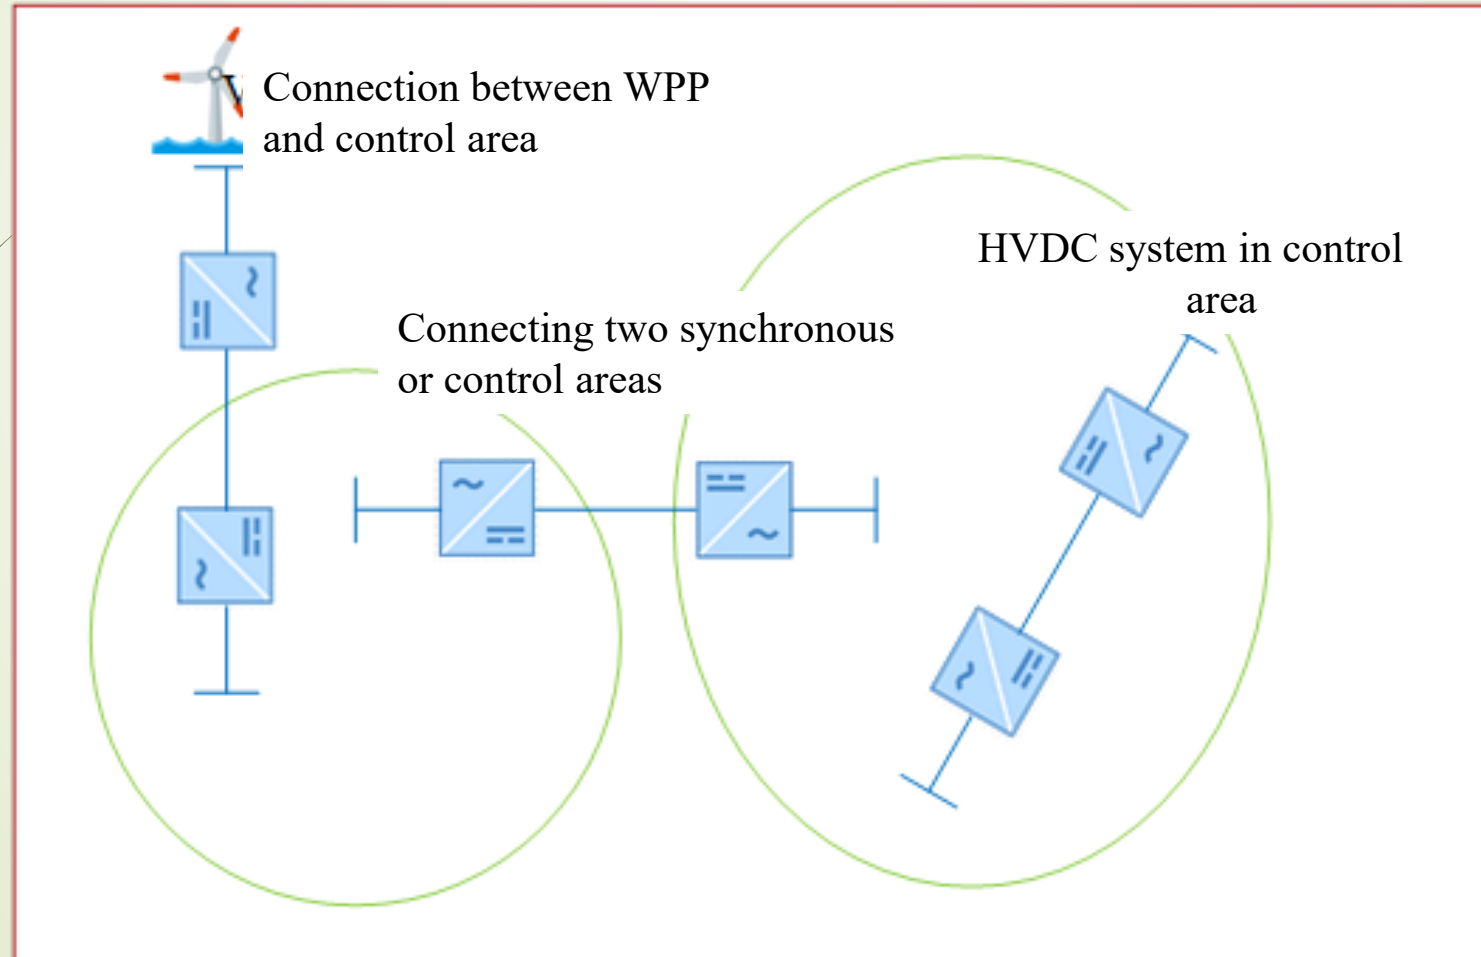 Connection between WPP
and control area
HVDC system in control
area
Connecting two synchronous
or control areas